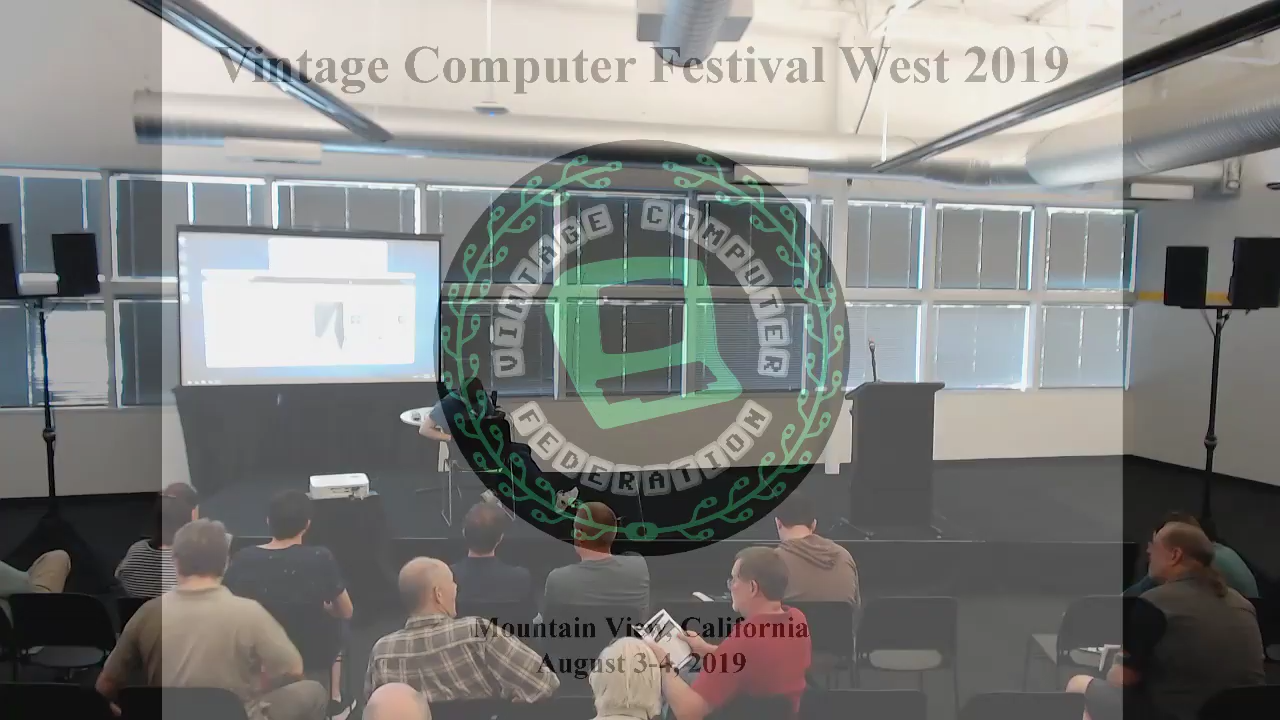 Vintage Computer Festival West 2019
VINTAGE COMPUTER
FEDERATION
Mountain View, California
August 3-4, 2019